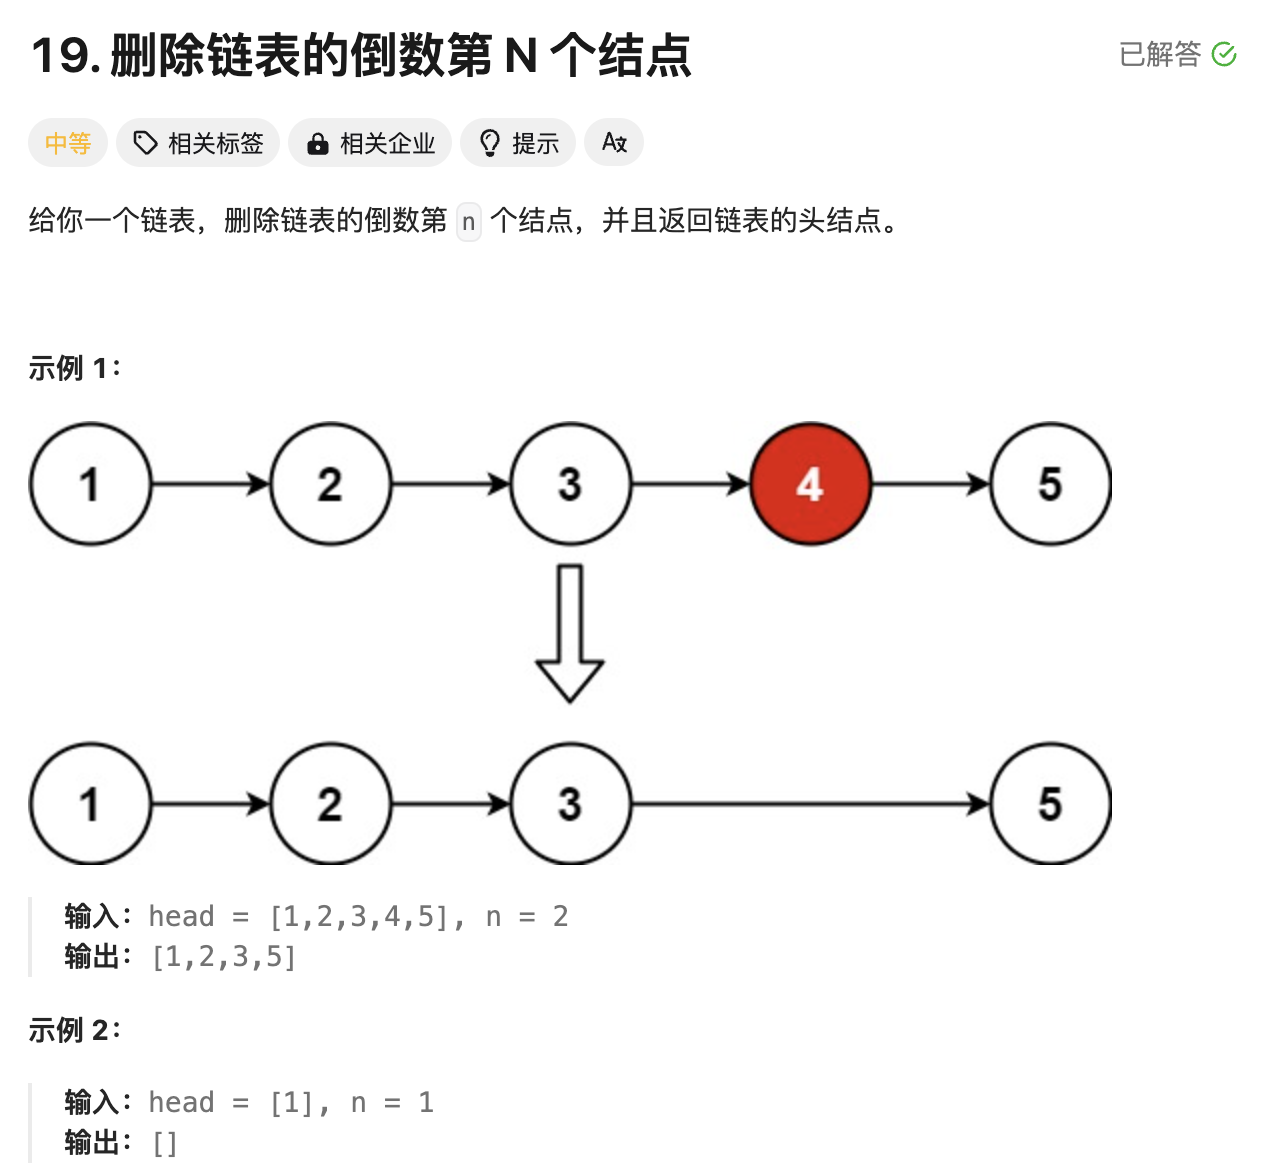 19. 删除链表的倒数第 N 个结点
已解答
中等 相关标签 相关企业 提示 A文
给你一个链表，删除链表的倒数第 n 个结点，并且返回链表的头结点。
示例 1：
1 2 3 4 5
1 2 3 5
输入：head = [1,2,3,4,5], n = 2
输出：[1,2,3,5]
示例 2：
输入：head = [1], n = 1
输出：[]